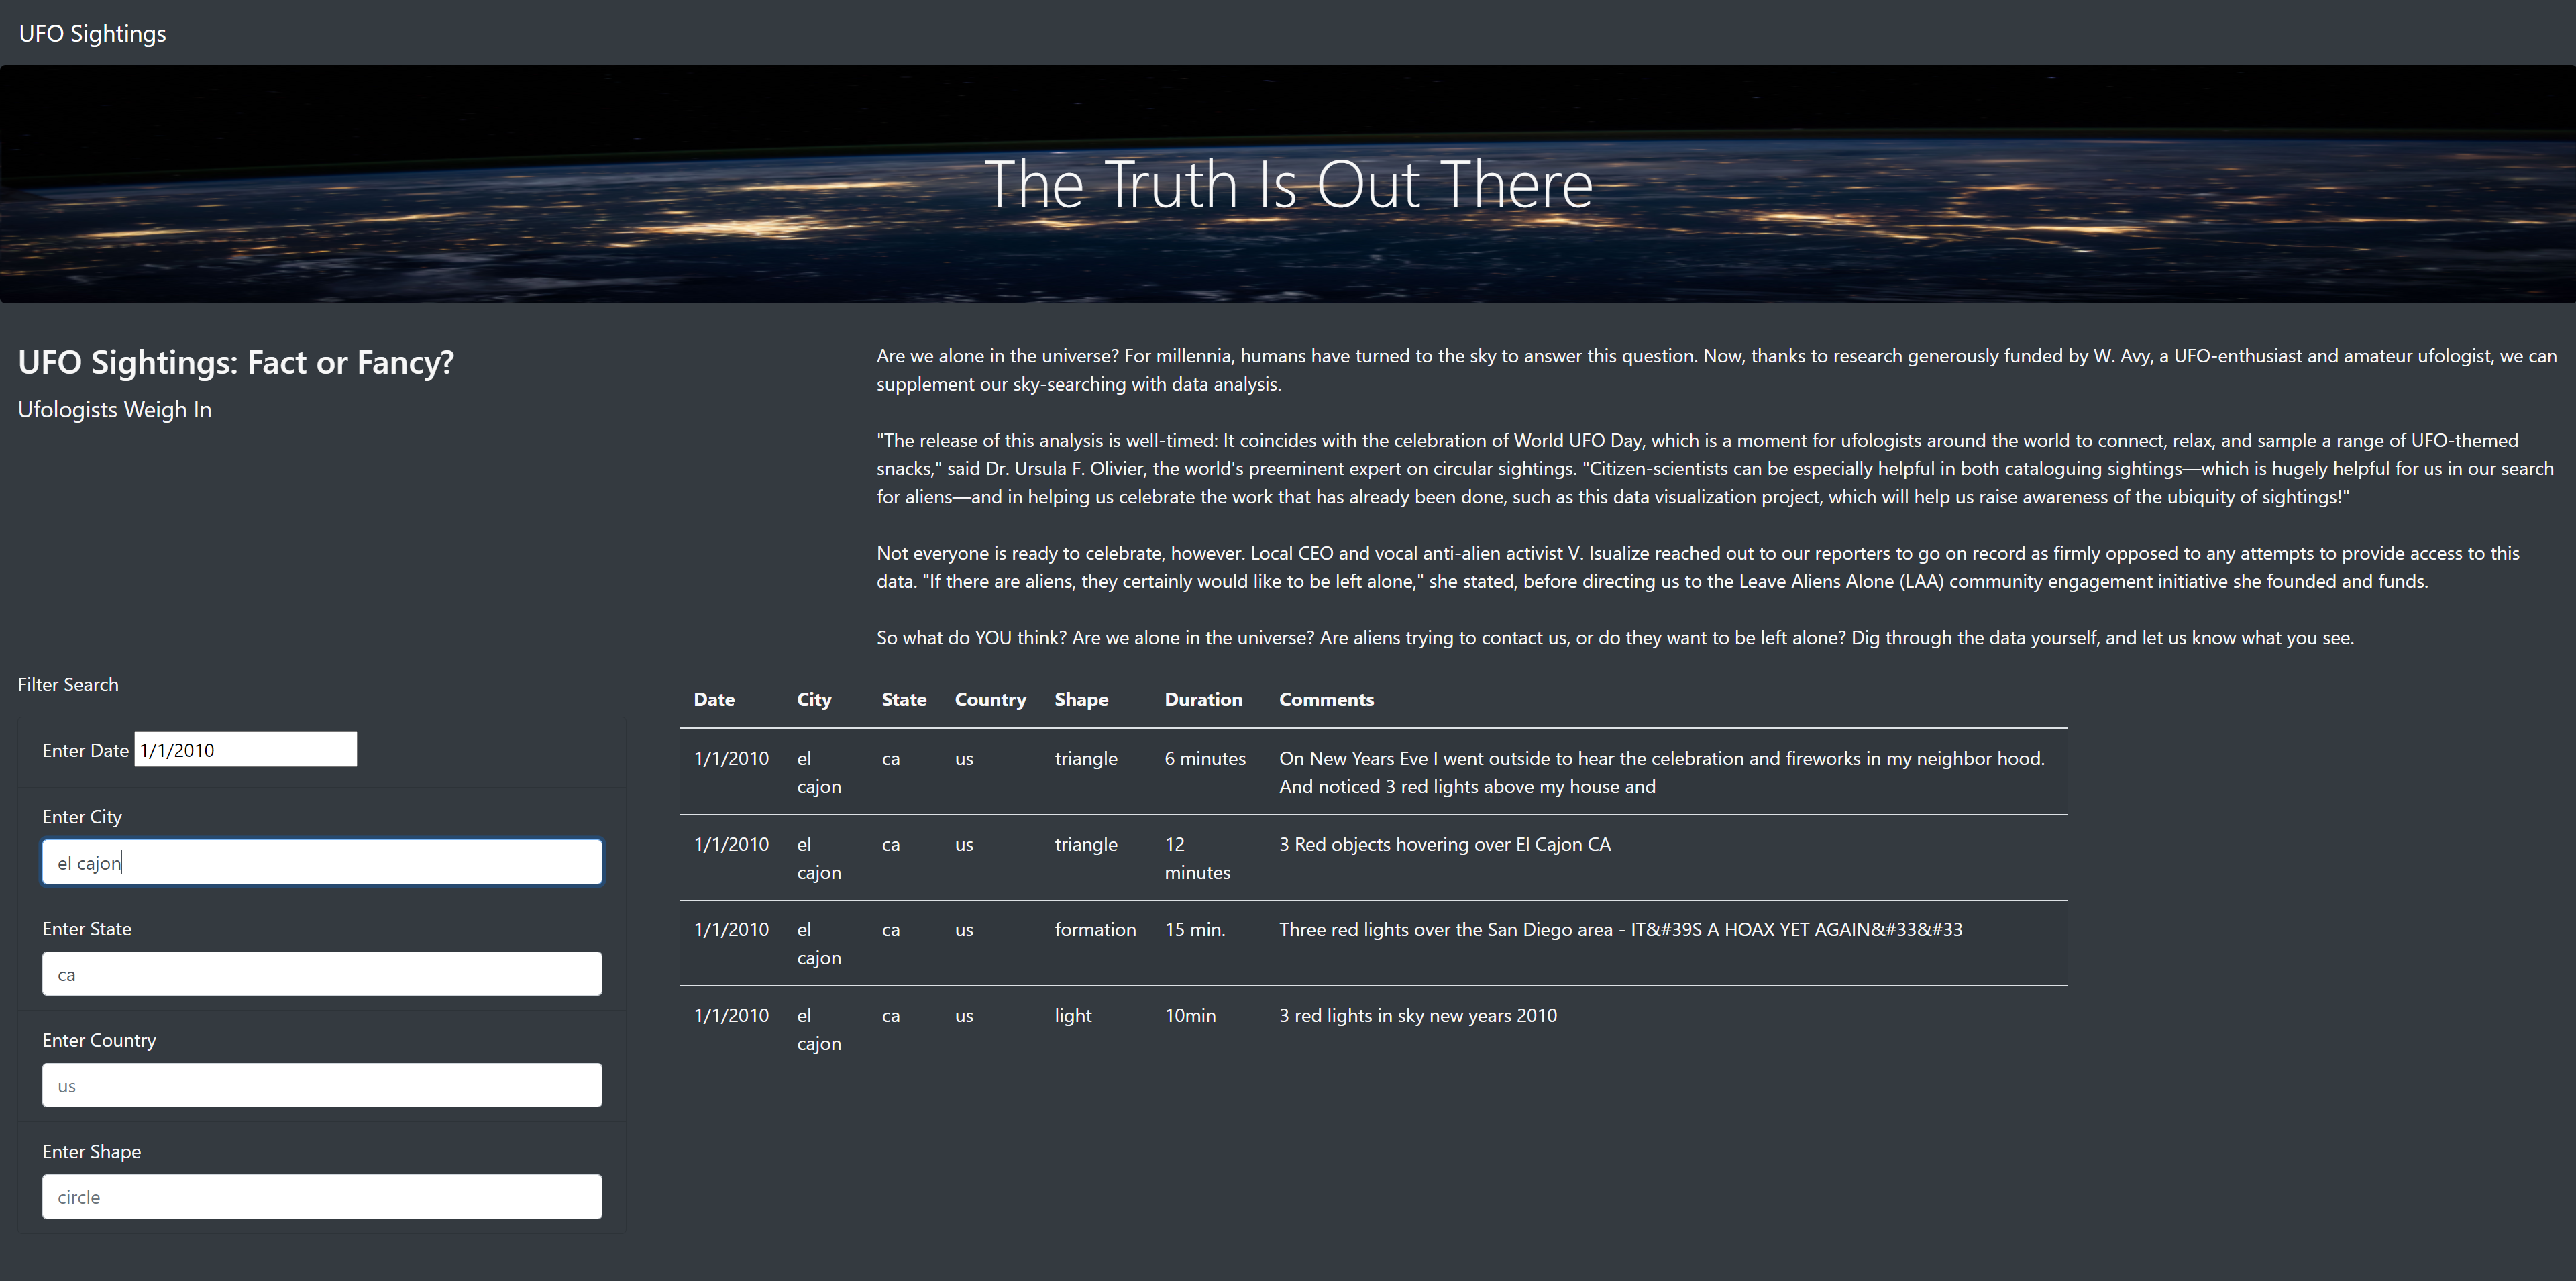 UFO Sightings
The Truth Is Out There
UFO Sightings: Fact or Fancy?
Ufologists Weigh In
Are we alone in the universe? For millennia, humans have turned to the sky to answer this question. Now, thanks to research generously funded by W. Avy, a UFO-enthusiast and amateur ufologist, we can
supplement our sky-searching with data analysis.
"The release of this analysis is well-timed: It coincides with the celebration of World UFO Day, which is a moment for ufologists around the world to connect, relax, and sample a range of UFO-themed
snacks," said Dr. Ursula F. Olivier, the world's preeminent expert on circular sightings. "Citizen-scientists can be especially helpful in both cataloguing sightings—which is hugely helpful for us in our search
for aliens—and in helping us celebrate the work that has already been done, such as this data visualization project, which will help us raise awareness of the ubiquity of sightings!"
Not everyone is ready to celebrate, however. Local CEO and vocal anti-alien activist V. Isualize reached out to our reporters to go on record as firmly opposed to any attempts to provide access to this
data. "If there are aliens, they certainly would like to be left alone," she stated, before directing us to the Leave Aliens Alone (LAA) community engagement initiative she founded and funds.
So what do YOU think? Are we alone in the universe? Are aliens trying to contact us, or do they want to be left alone? Dig through the data yourself, and let us know what you see.
Filter Search
Enter Date 1/1/2010
Enter City
el cajon
Enter State
ca
Enter Country
us
Enter Shape
circle
Date City State Country Shape Duration Comments
1/1/2010 el ca us triangle 6 minutes On New Years Eve I went outside to hear the celebration and fireworks in my neighbor hood.
cajon And noticed 3 red lights above my house and
1/1/2010 el ca us triangle 12 3 Red objects hovering over El Cajon CA
cajon minutes
1/1/2010 el ca us formation 15 min. Three red lights over the San Diego area - IT&#39S A HOAX YET AGAIN&#33&#33
cajon
1/1/2010 el ca us light 10min 3 red lights in sky new years 2010
cajon